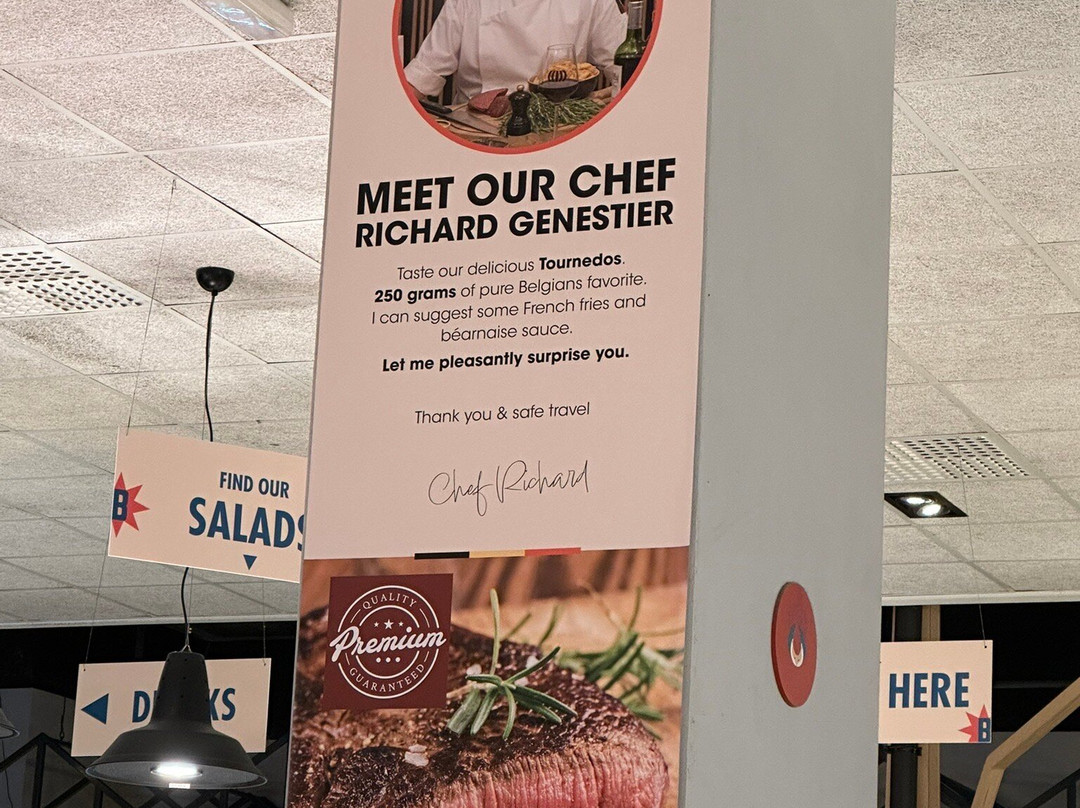 MEET OUR CHEF
RICHARD GENESTIER
Taste our delicious Tournedos.
250 grams of pure Belgians favorite.
I can suggest some French fries and
béarnaise sauce.
Let me pleasantly surprise you.
Thank you & safe travel
Chef Richard
QUALITY
Premium
GUARANTEED
B
FIND OUR
SALADS
HERE
B